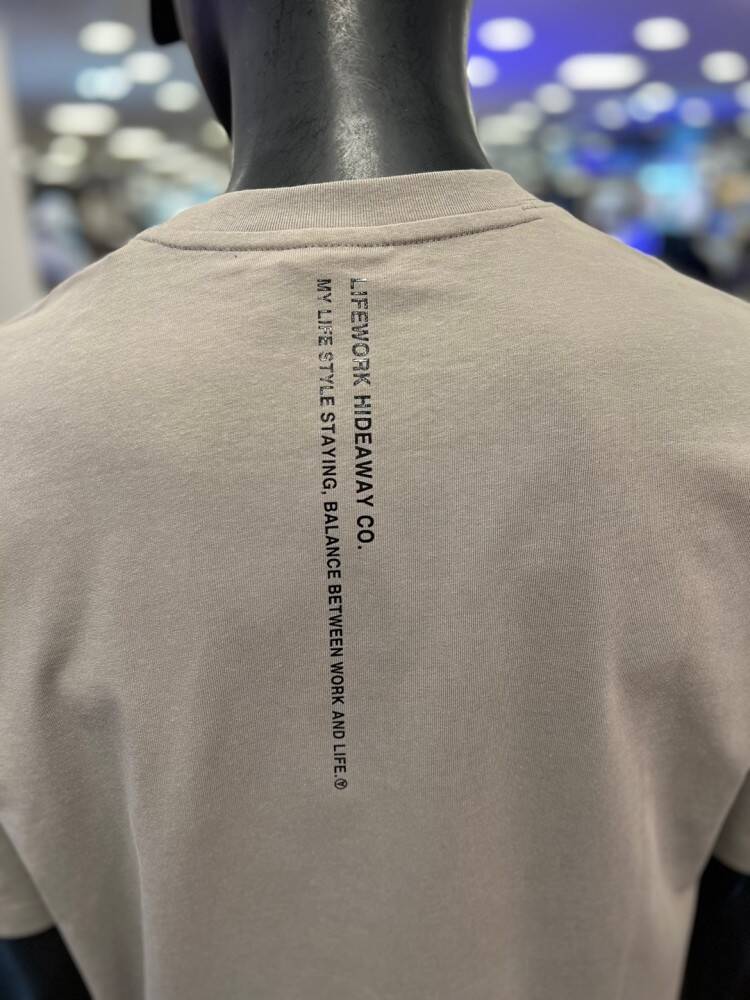 LIFEWORK HIDEAWAY CO.
MY LIFE STYLE STAYING, BALANCE BETWEEN WORK AND LIFE.